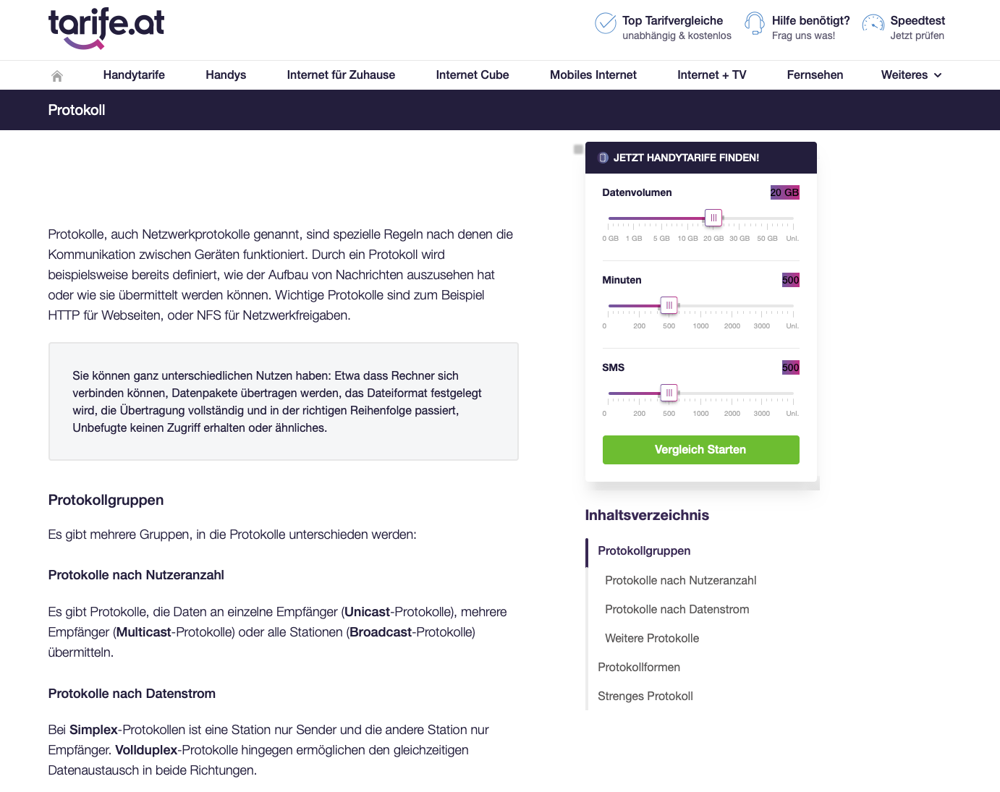 tarife.at
Top Tarifvergleiche
unabhängig & kostenlos
Hilfe benötigt?
Frag uns was!
Speedtest
Jetzt prüfen
Handytarife Handys Internet für Zuhause Internet Cube Mobiles Internet Internet + TV Fernsehen Weiteres
Protokoll
Protokolle, auch Netzwerkprotokolle genannt, sind spezielle Regeln nach denen die
Kommunikation zwischen Geräten funktioniert. Durch ein Protokoll wird
beispielsweise bereits definiert, wie der Aufbau von Nachrichten auszusehen hat
oder wie sie übermittelt werden können. Wichtige Protokolle sind zum Beispiel
HTTP für Webseiten, oder NFS für Netzwerkfreigaben.
Sie können ganz unterschiedlichen Nutzen haben: Etwa dass Rechner sich
verbinden können, Datenpakete übertragen werden, das Dateiformat festgelegt
wird, die Übertragung vollständig und in der richtigen Reihenfolge passiert,
Unbefugte keinen Zugriff erhalten oder ähnliches.
Protokollgruppen
Es gibt mehrere Gruppen, in die Protokolle unterschieden werden:
Protokolle nach Nutzeranzahl
Es gibt Protokolle, die Daten an einzelne Empfänger (Unicast-Protokolle), mehrere
Empfänger (Multicast-Protokolle) oder alle Stationen (Broadcast-Protokolle)
übermitteln.
Protokolle nach Datenstrom
Bei Simplex-Protokollen ist eine Station nur Sender und die andere Station nur
Empfänger. Vollduplex-Protokolle hingegen ermöglichen den gleichzeitigen
Datenaustausch in beide Richtungen.
JETZT HANDYTARIFE FINDEN!
Datenvolumen 20 GB
0 GB 1 GB 5 GB 10 GB 20 GB 30 GB 50 GB Unl.
Minuten 500
0 200 500 1000 2000 3000 Unl.
SMS 500
0 200 500 1000 2000 3000 Unl.
Vergleich Starten
Inhaltsverzeichnis
Protokollgruppen
Protokolle nach Nutzeranzahl
Protokolle nach Datenstrom
Weitere Protokolle
Protokollformen
Strenges Protokoll